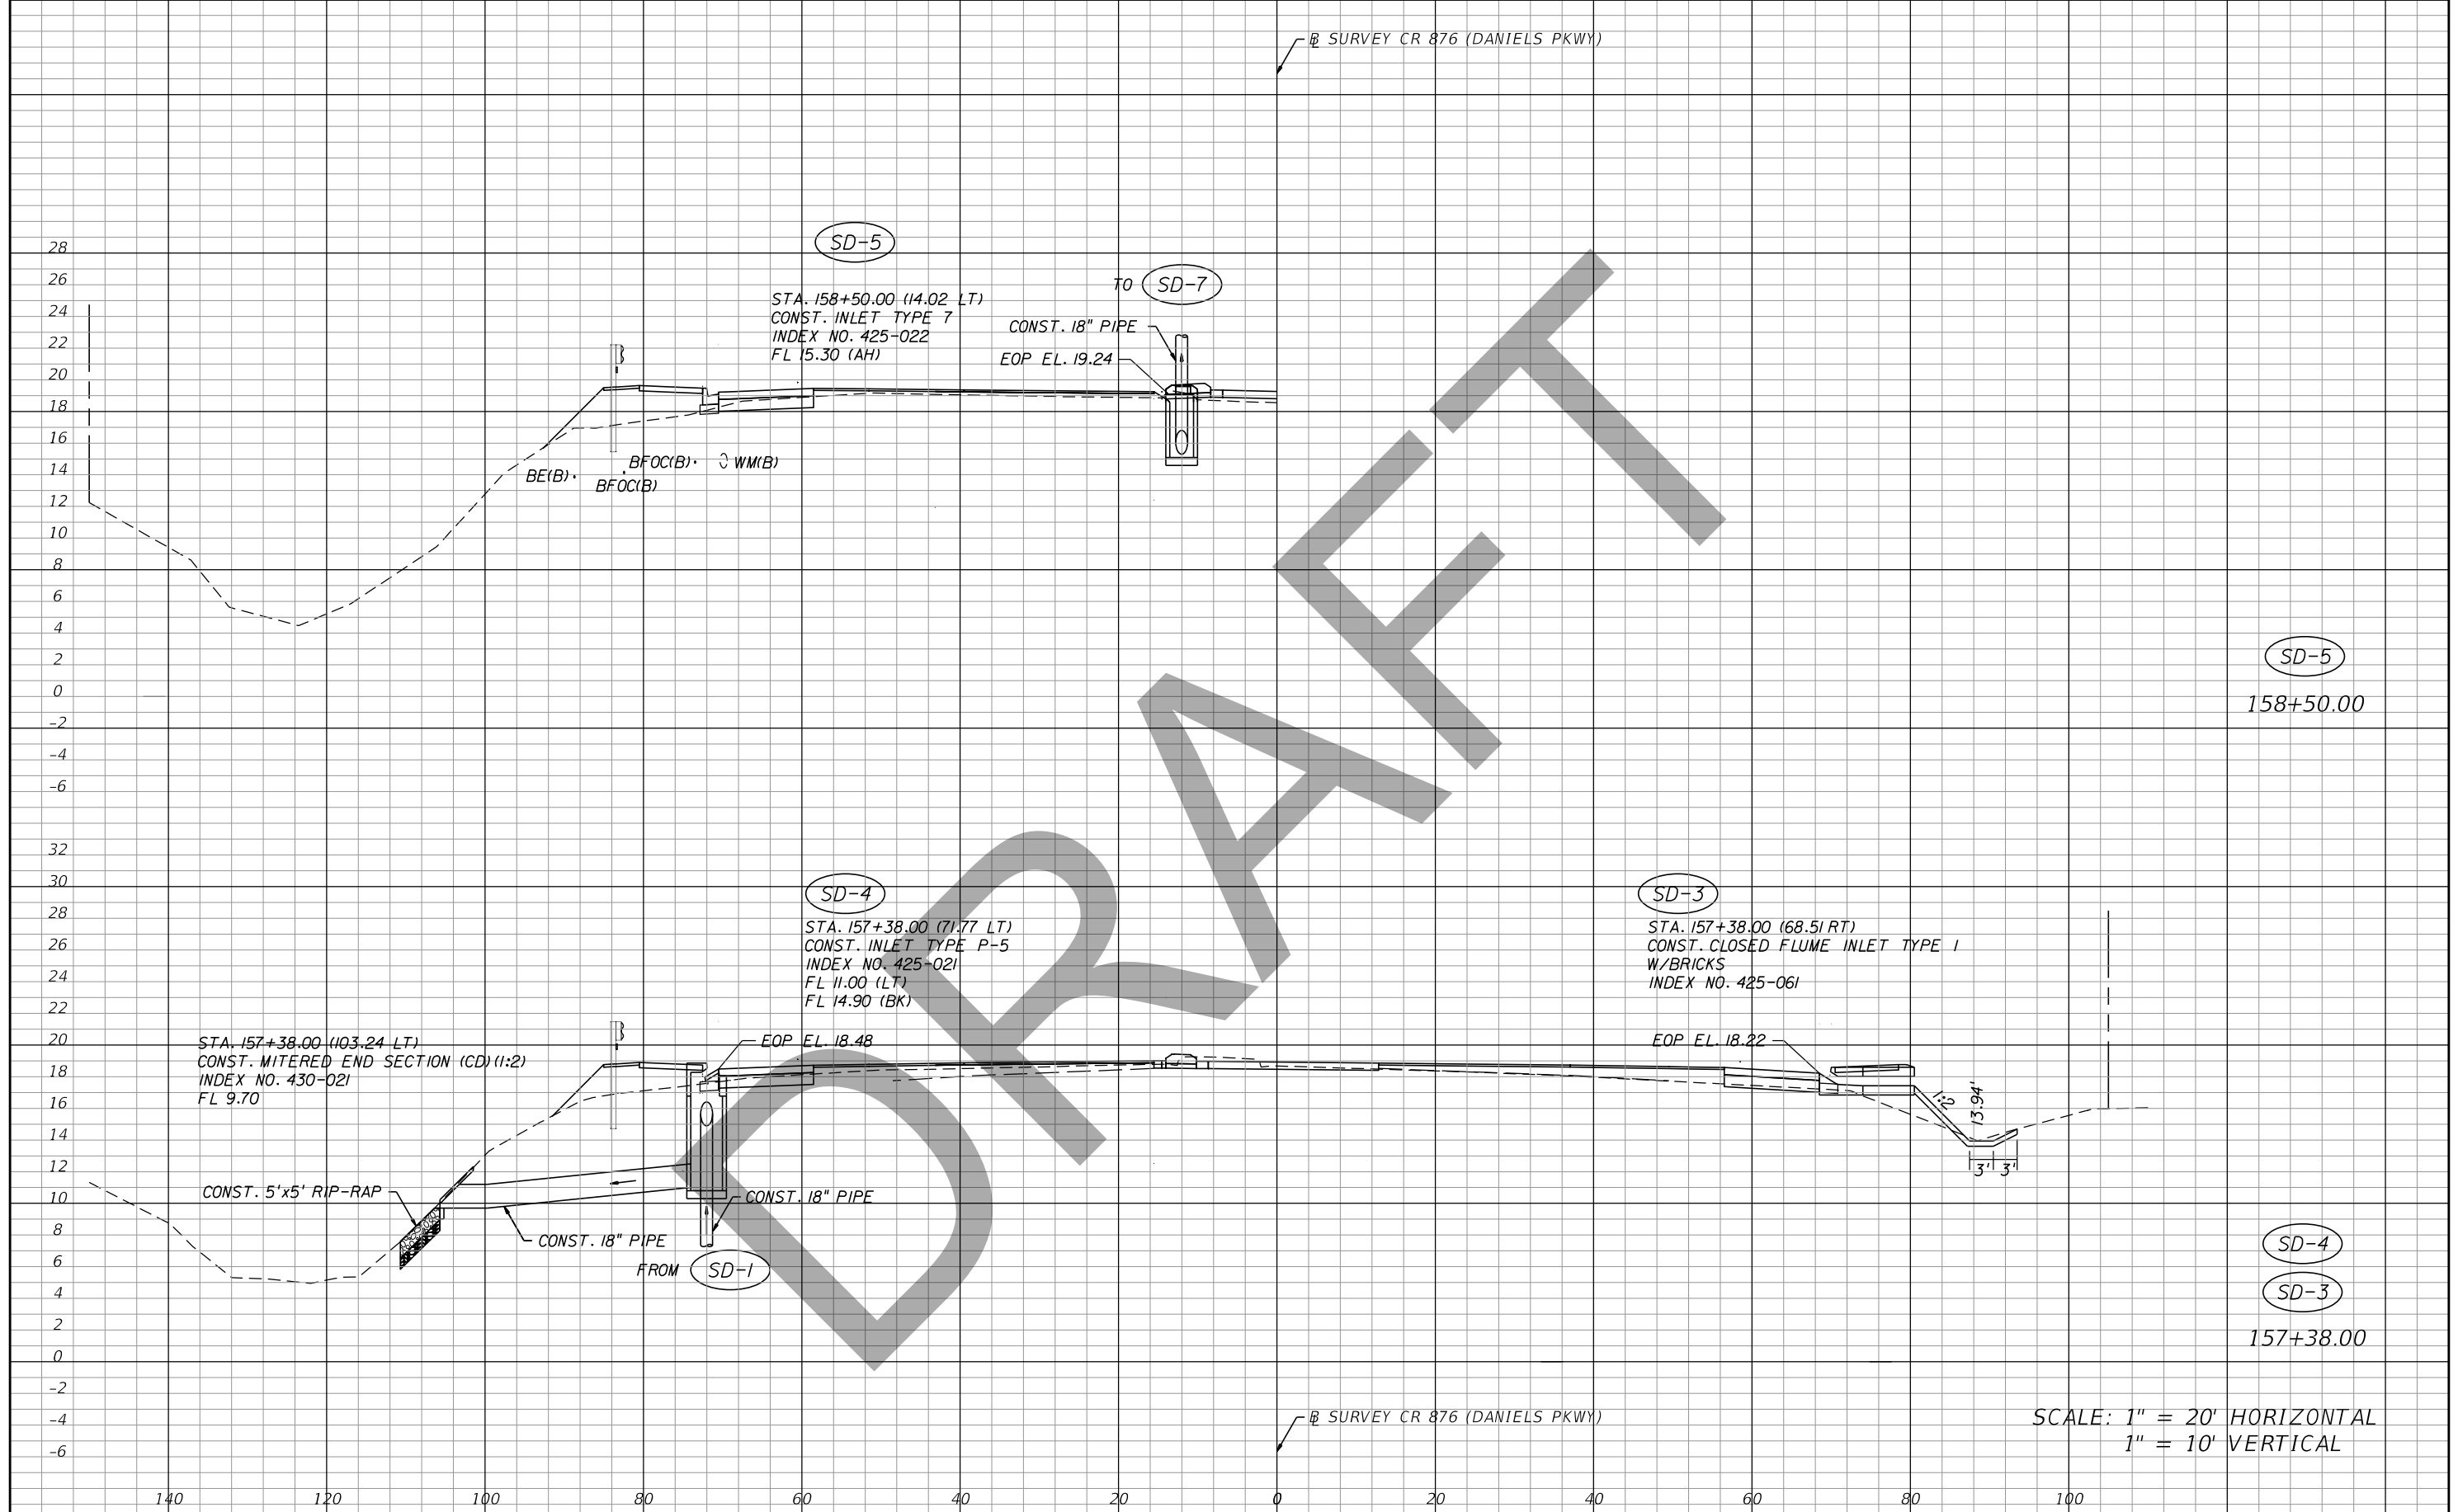 ℄ SURVEY CR 876 (DANIELS PKWY)
28
26
24
22
20
18
16
14
12
10
8
6
4
2
0
-2
-4
-6
SD-5
STA. 158+50.00 (14.02 LT)
CONST. INLET TYPE 7
INDEX NO. 425-022
FL 15.30 (AH)
TO SD-7
CONST. 18" PIPE
EOP EL. 19.24
BFOC(B)
WM(B)
BE(B)
BFOC(B)
SD-5
158+50.00
DRAFT
32
30
28
26
24
22
20
18
16
14
12
10
8
6
4
2
0
-2
-4
-6
SD-4
STA. 157+38.00 (71.77 LT)
CONST. INLET TYPE P-5
INDEX NO. 425-021
FL 11.00 (LT)
FL 14.90 (BK)
SD-3
STA. 157+38.00 (68.51 RT)
CONST. CLOSED FLUME INLET TYPE 1
W/BRICKS
INDEX NO. 425-061
STA. 157+38.00 (103.24 LT)
CONST. MITERED END SECTION (CD)(1:2)
INDEX NO. 430-021
FL 9.70
EOP EL. 18.48
EOP EL. 18.22
1:2
13.94'
3' 3'
CONST. 5'x5' RIP-RAP
CONST. 18" PIPE
CONST. 18" PIPE
FROM SD-1
SD-4
SD-3
157+38.00
℄ SURVEY CR 876 (DANIELS PKWY)
SCALE: 1" = 20' HORIZONTAL
1" = 10' VERTICAL
140 120 100 80 60 40 20 0 20 40 60 80 100